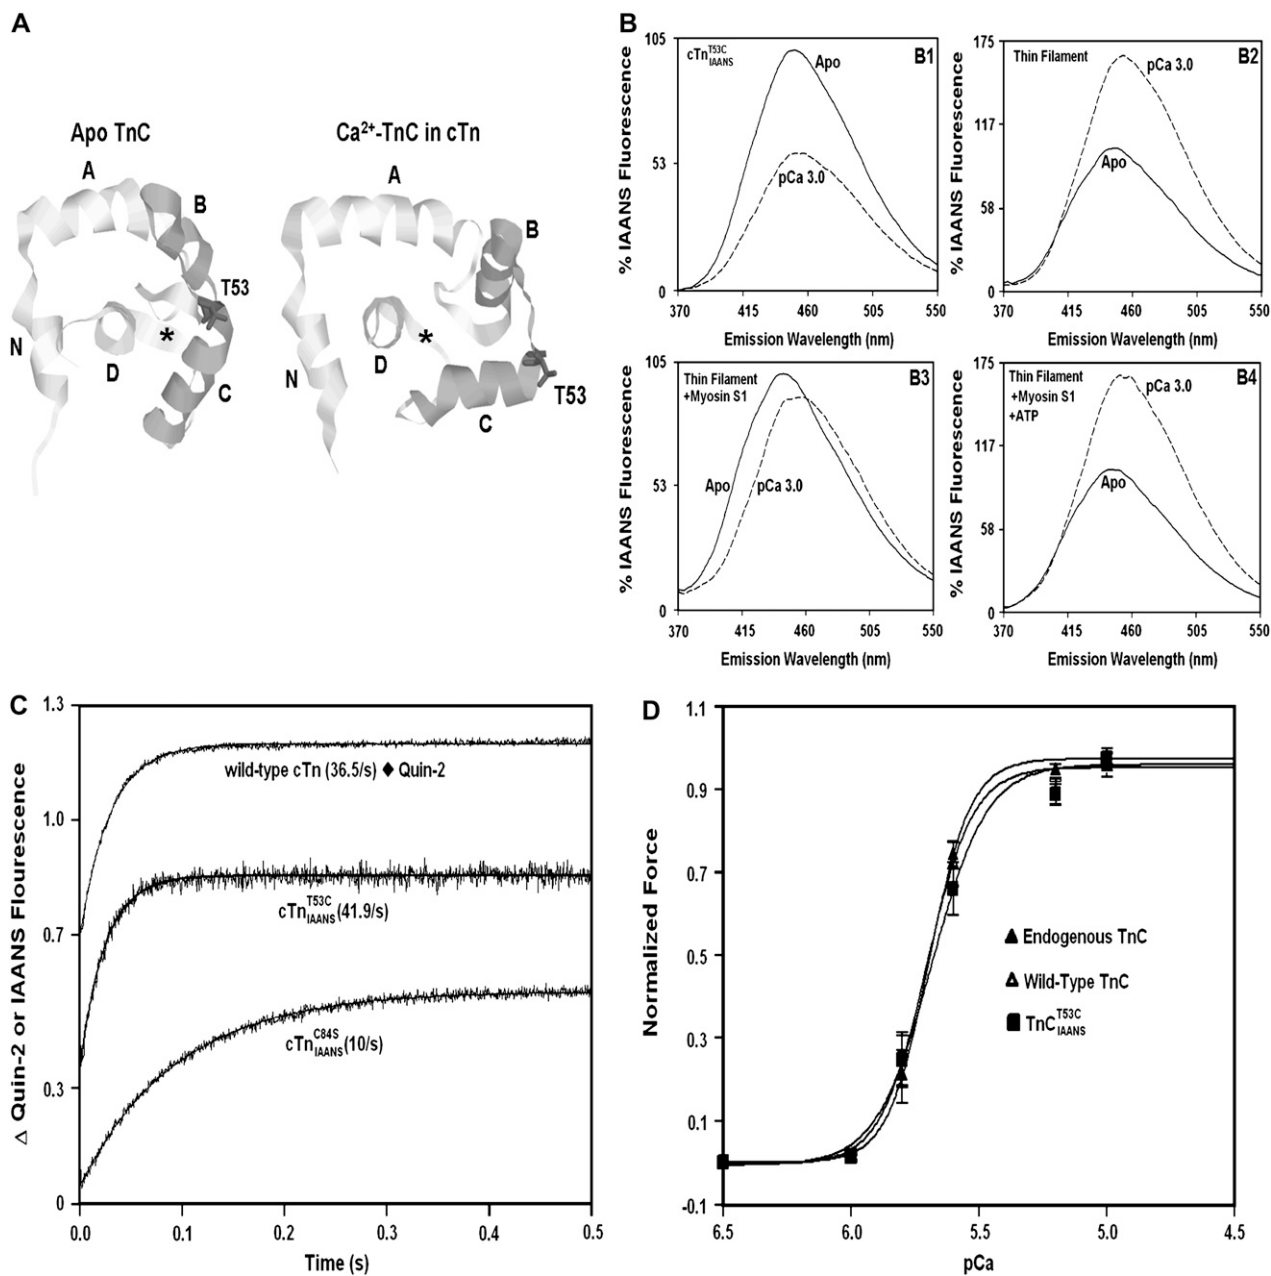 A
Apo TnC
Ca2+-TnC in cTn
A
B
T53
N
*
D
C
A
B
N
*
D
T53
C
B
% IAANS Fluorescence
105
53
0
cTn T53C IAANS
B1
Apo
pCa 3.0
370 415 460 505 550
Emission Wavelength (nm)
% IAANS Fluorescence
175
117
58
0
Thin Filament
B2
pCa 3.0
Apo
370 415 460 505 550
Emission Wavelength (nm)
% IAANS Fluorescence
105
53
0
Thin Filament
+Myosin S1
B3
Apo
pCa 3.0
370 415 460 505 550
Emission Wavelength (nm)
% IAANS Fluorescence
175
117
58
0
Thin Filament
+Myosin S1
+ATP
B4
pCa 3.0
Apo
370 415 460 505 550
Emission Wavelength (nm)
C
△ Quin-2 or IAANS Flourescence
1.3
1.0
0.7
0.3
0
wild-type cTn (36.5/s) ♦ Quin-2
cTn T53C IAANS (41.9/s)
cTn C84S IAANS (10/s)
0.0 0.1 0.2 0.3 0.4 0.5
Time (s)
D
Normalized Force
1.1
0.9
0.7
0.5
0.3
0.1
-0.1
▲ Endogenous TnC
△ Wild-Type TnC
■ TnC T53C IAANS
6.5 6.0 5.5 5.0 4.5
pCa